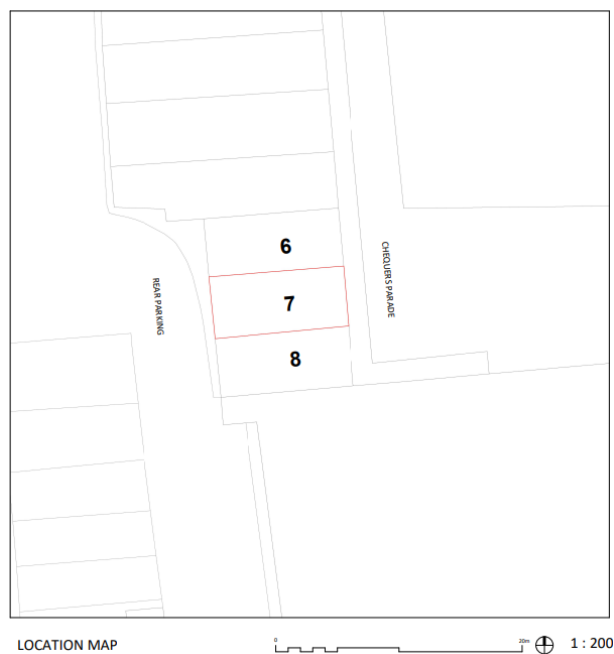 6
CHEQUERS PARADE
REAR PARKING
7
8
LOCATION MAP
0
20m
1 : 200